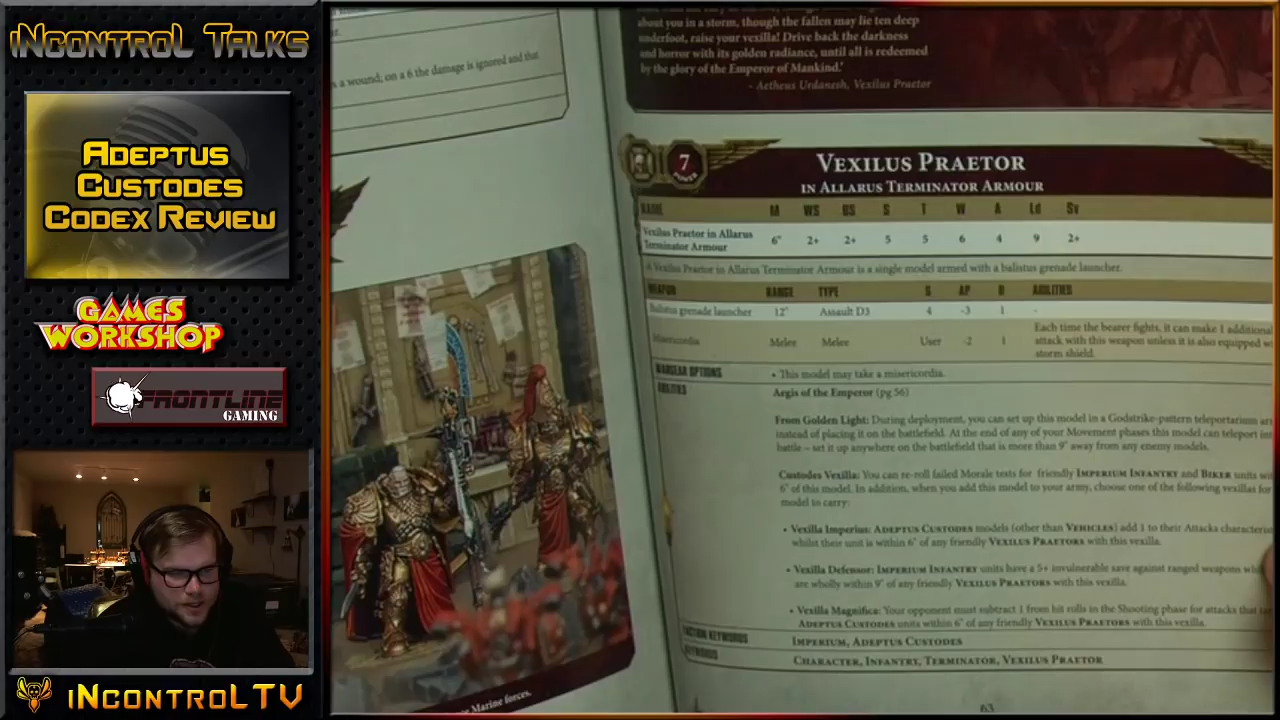 iNcontroL Talks
Adeptus
Custodes
Codex Review
GAMES
WORKSHOP
FRONTLINE
GAMING
iNcontroLTV
s a wound; on a 6 the damage is ignored and that
Marine forces.
about you in a storm, though the fallen may lie ten deep
underfoot, raise your vexilla! Drive back the darkness
and horror with its golden radiance, until all is redeemed
by the glory of the Emperor of Mankind.'
- Aetheus Urdanesh, Vexilus Praetor
7
POWER
VEXILUS PRAETOR
IN ALLARUS TERMINATOR ARMOUR
NAME M WS BS S T W A Ld Sv
Vexilus Praetor in Allarus
Terminator Armour 6" 2+ 2+ 5 5 6 4 9 2+
A Vexilus Praetor in Allarus Terminator Armour is a single model armed with a balistus grenade launcher.
WEAPON RANGE TYPE S AP D ABILITIES
Balistus grenade launcher 12" Assault D3 4 -3 1 -
Misericordia Melee Melee User -2 1 Each time the bearer fights, it can make 1 additional
attack with this weapon unless it is also equipped
storm shield.
WARGEAR OPTIONS • This model may take a misericordia.
ABILITIES Aegis of the Emperor (pg 56)
From Golden Light: During deployment, you can set up this model in a Godstrike-pattern teleportarium
instead of placing it on the battlefield. At the end of any of your Movement phases this model can teleport
battle – set it up anywhere on the battlefield that is more than 9" away from any enemy models.
Custodes Vexilla: You can re-roll failed Morale tests for friendly IMPERIUM INFANTRY and BIKER units
6" of this model. In addition, when you add this model to your army, choose one of the following vexillas for
model to carry:
• Vexilla Imperius: ADEPTUS CUSTODES models (other than VEHICLES) add 1 to their Attacks
whilst their unit is within 6" of any friendly VEXILUS PRAETORS with this vexilla.
• Vexilla Defensor: IMPERIUM INFANTRY units have a 5+ invulnerable save against ranged weapons
are wholly within 9" of any friendly VEXILUS PRAETORS with this vexilla.
• Vexilla Magnifica: Your opponent must subtract 1 from hit rolls in the Shooting phase for attacks that
ADEPTUS CUSTODES units within 6" of any friendly VEXILUS PRAETORS with this vexilla.
FACTION KEYWORDS IMPERIUM, ADEPTUS CUSTODES
KEYWORDS CHARACTER, INFANTRY, TERMINATOR, VEXILUS PRAETOR
63